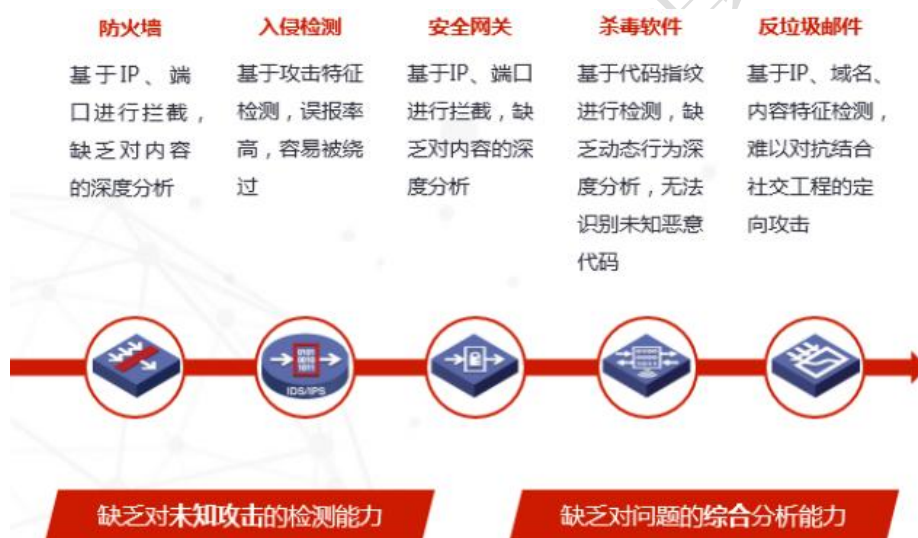 防火墙
基于IP、端
口进行拦截，
缺乏对内容
的深度分析
入侵检测
基于攻击特征
检测，误报率
高，容易被绕
过
安全网关
基于IP、端口
进行拦截，缺
乏对内容的深
度分析
杀毒软件
基于代码指纹
进行检测，缺
乏动态行为深
度分析，无法
识别未知恶意
代码
反垃圾邮件
基于IP、域名、
内容特征检测，
难以对抗结合
社交工程的定
向攻击
0101
0010
1011
IDS/IPS
缺乏对未知攻击的检测能力
缺乏对问题的综合分析能力